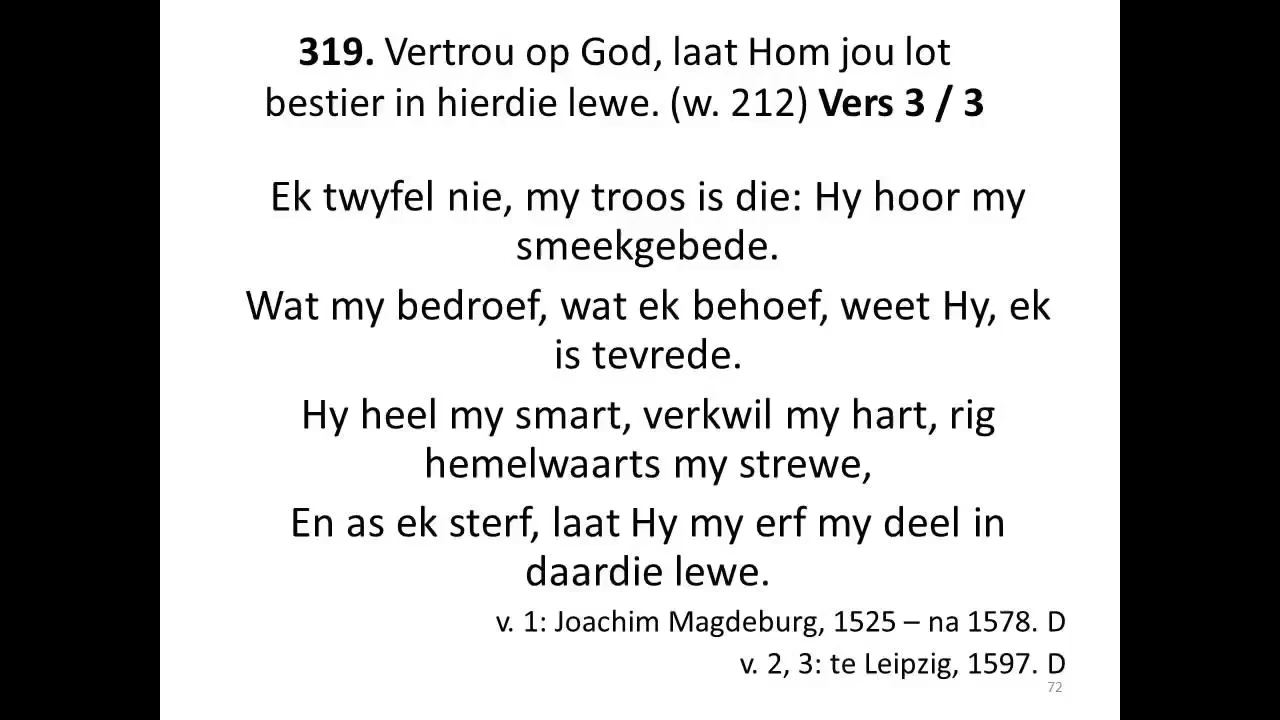 319. Vertrou op God, laat Hom jou lot
bestier in hierdie lewe. (w. 212) Vers 3 / 3
Ek twyfel nie, my troos is die: Hy hoor my
smeekgebede.
Wat my bedroef, wat ek behoef, weet Hy, ek
is tevrede.
Hy heel my smart, verkwil my hart, rig
hemelwaarts my strewe,
En as ek sterf, laat Hy my erf my deel in
daardie lewe.
v. 1: Joachim Magdeburg, 1525 – na 1578. D
v. 2, 3: te Leipzig, 1597. D
72